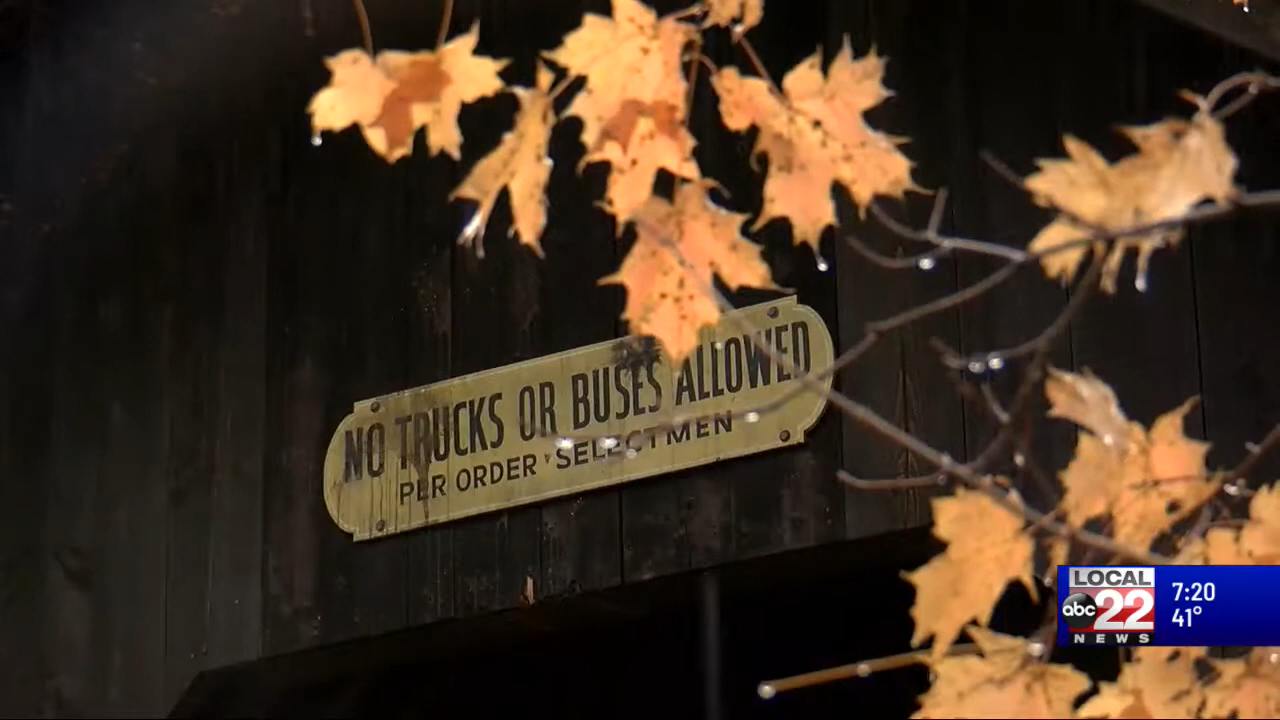 NO TRUCKS OR BUSES ALLOWED
PER ORDER SELECTMEN
LOCAL
abc 22
NEWS
7:20
41°